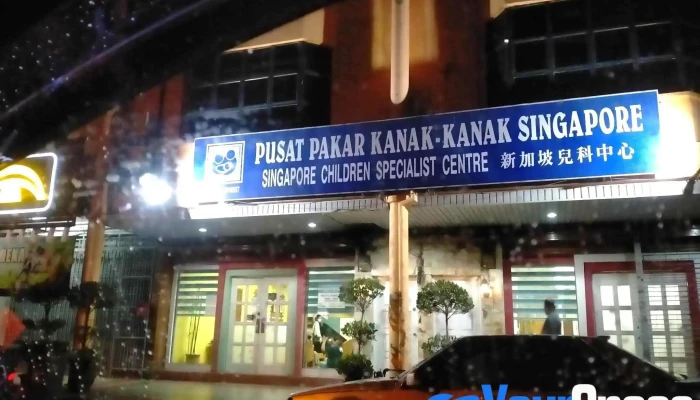 PUSAT PAKAR KANAK-KANAK SINGAPORE
SINGAPORE CHILDREN SPECIALIST CENTRE 新加坡兒科中心